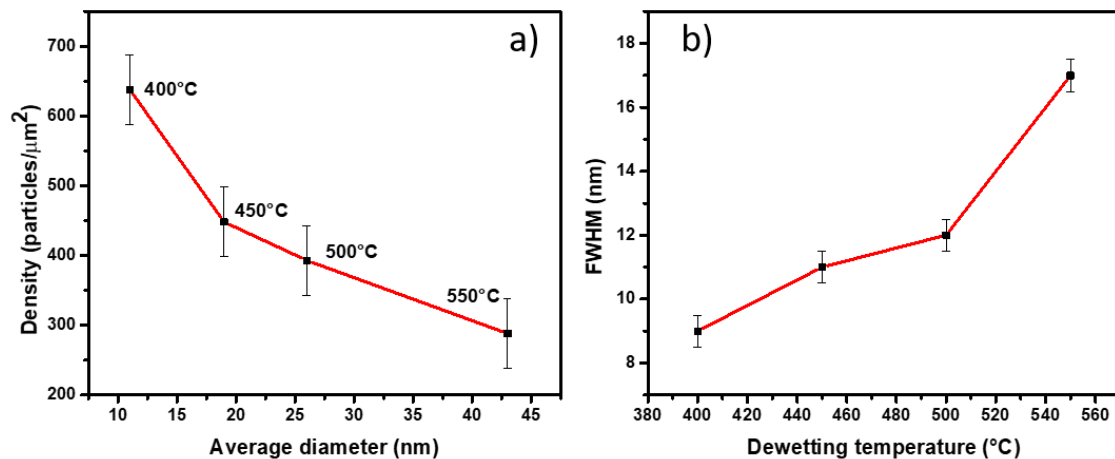 a)
700
600
500
400
300
200
Density (particles/μm²)
400°C
450°C
500°C
550°C
10 15 20 25 30 35 40 45
Average diameter (nm)
b)
18
16
14
12
10
8
FWHM (nm)
380 400 420 440 460 480 500 520 540 560
Dewetting temperature (°C)